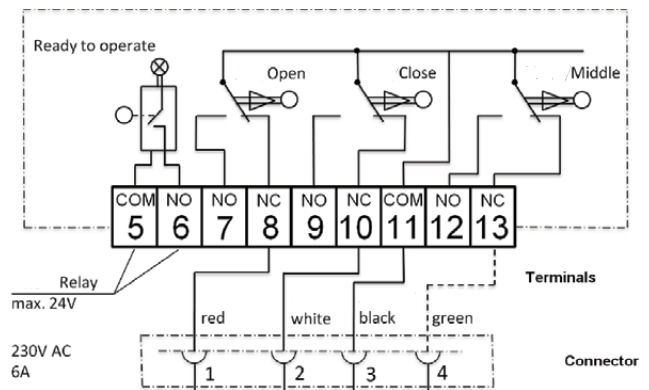 Ready to operate
Open
Close
Middle
COM NO NO NC NO NC COM NO NC
5 6 7 8 9 10 11 12 13
Relay
max. 24V
Terminals
red
white
black
green
230V AC
6A
1
2
3
4
Connector